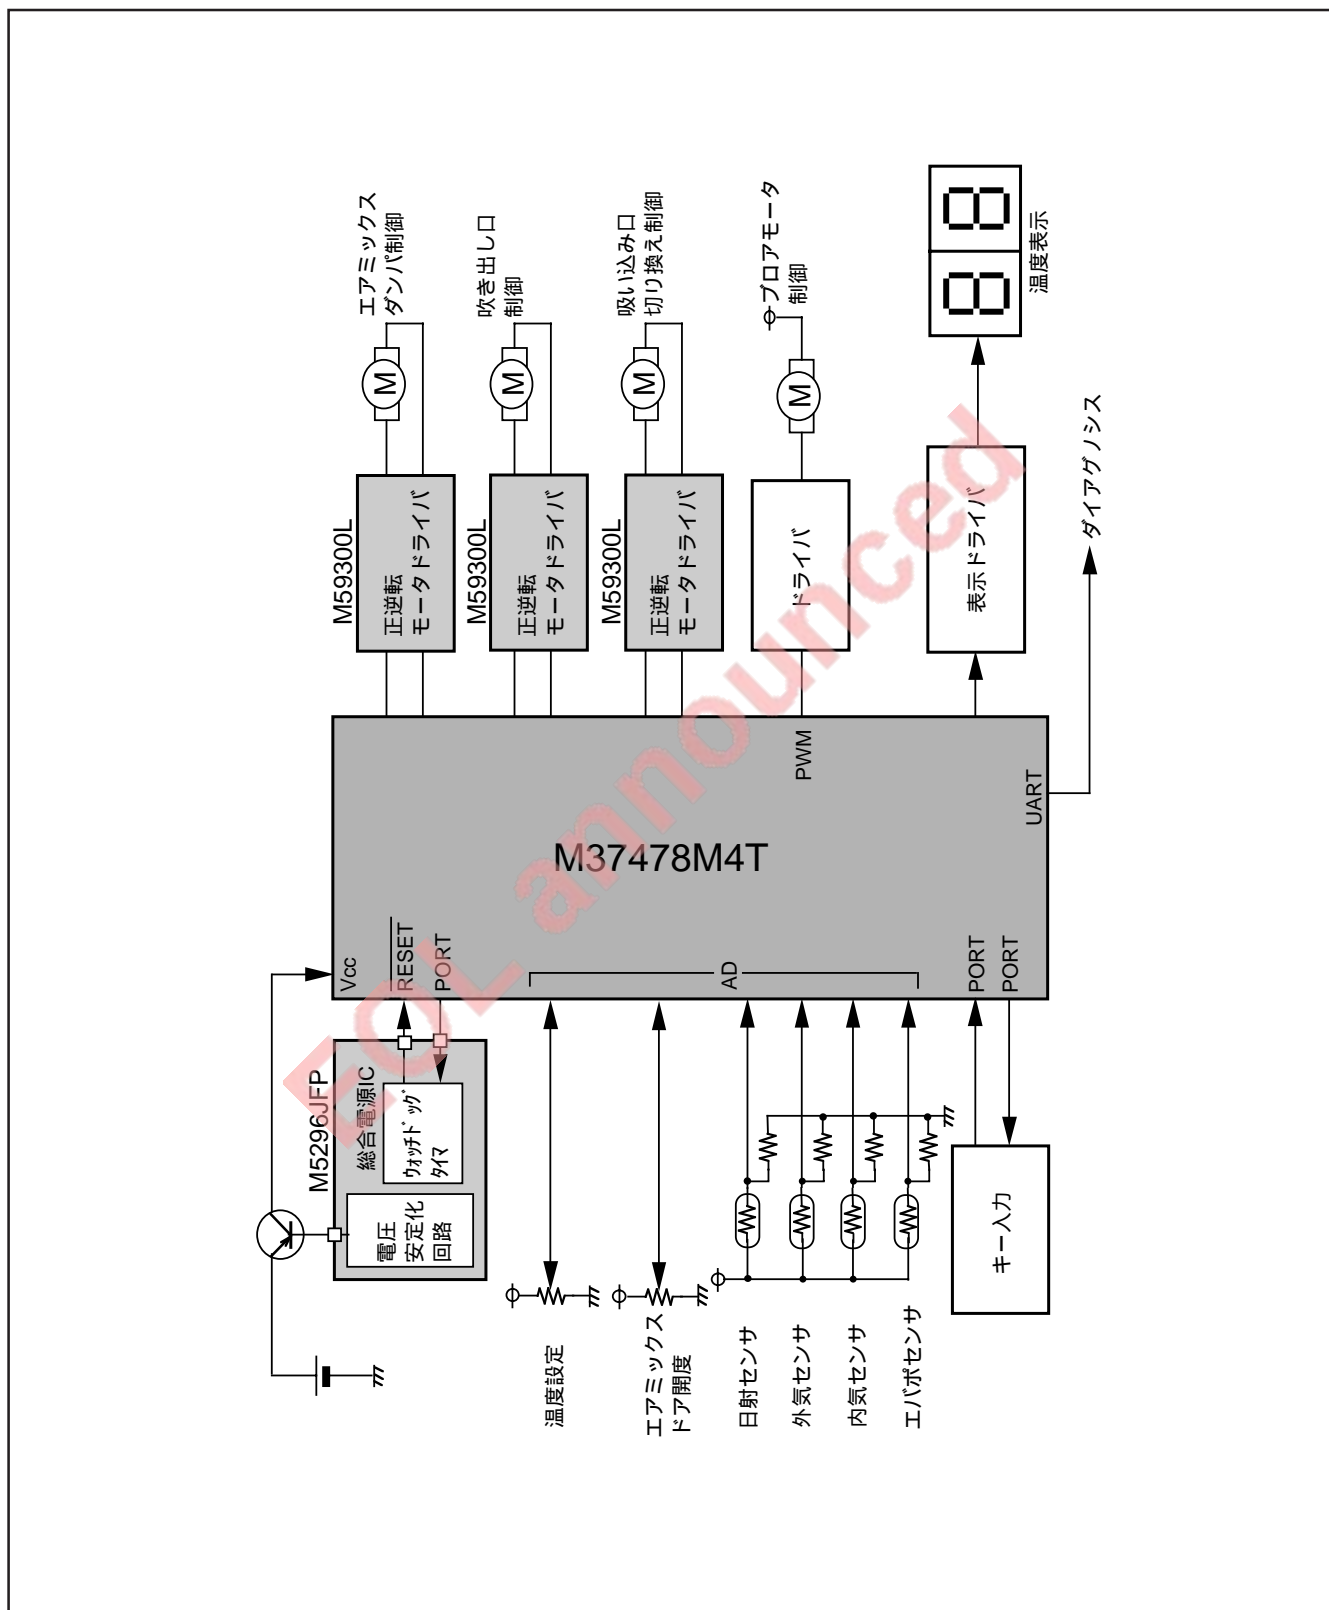 エアミックス
ダンパ制御
吹き出し口
制御
吸い込み口
切り換え制御
ブロアモータ
制御
88
温度表示
M
M
M
M
M59300L
正逆転
モータドライバ
M59300L
正逆転
モータドライバ
M59300L
正逆転
モータドライバ
ドライバ
表示ドライバ
ダイアグノシス
PWM
UART
M37478M4T
Vcc
RESET
PORT
AD
PORT
PORT
M5296JFP
総合電源IC
ウォッチドッグ
タイマ
電圧
安定化
回路
キー入力
温度設定
エアミックス
ドア開度
日射センサ
外気センサ
内気センサ
エバポセンサ
EOL announced